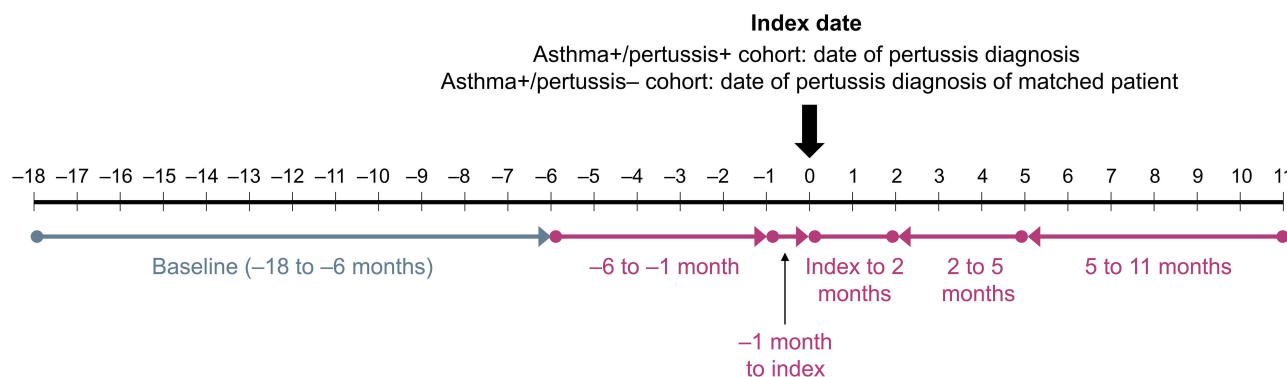 Index date
Asthma+/pertussis+ cohort: date of pertussis diagnosis
Asthma+/pertussis– cohort: date of pertussis diagnosis of matched patient
–18 –17 –16 –15 –14 –13 –12 –11 –10 –9 –8 –7 –6 –5 –4 –3 –2 –1 0 1 2 3 4 5 6 7 8 9 10 11
Baseline (–18 to –6 months)
–6 to –1 month
Index to 2
months
2 to 5
months
5 to 11 months
–1 month
to index